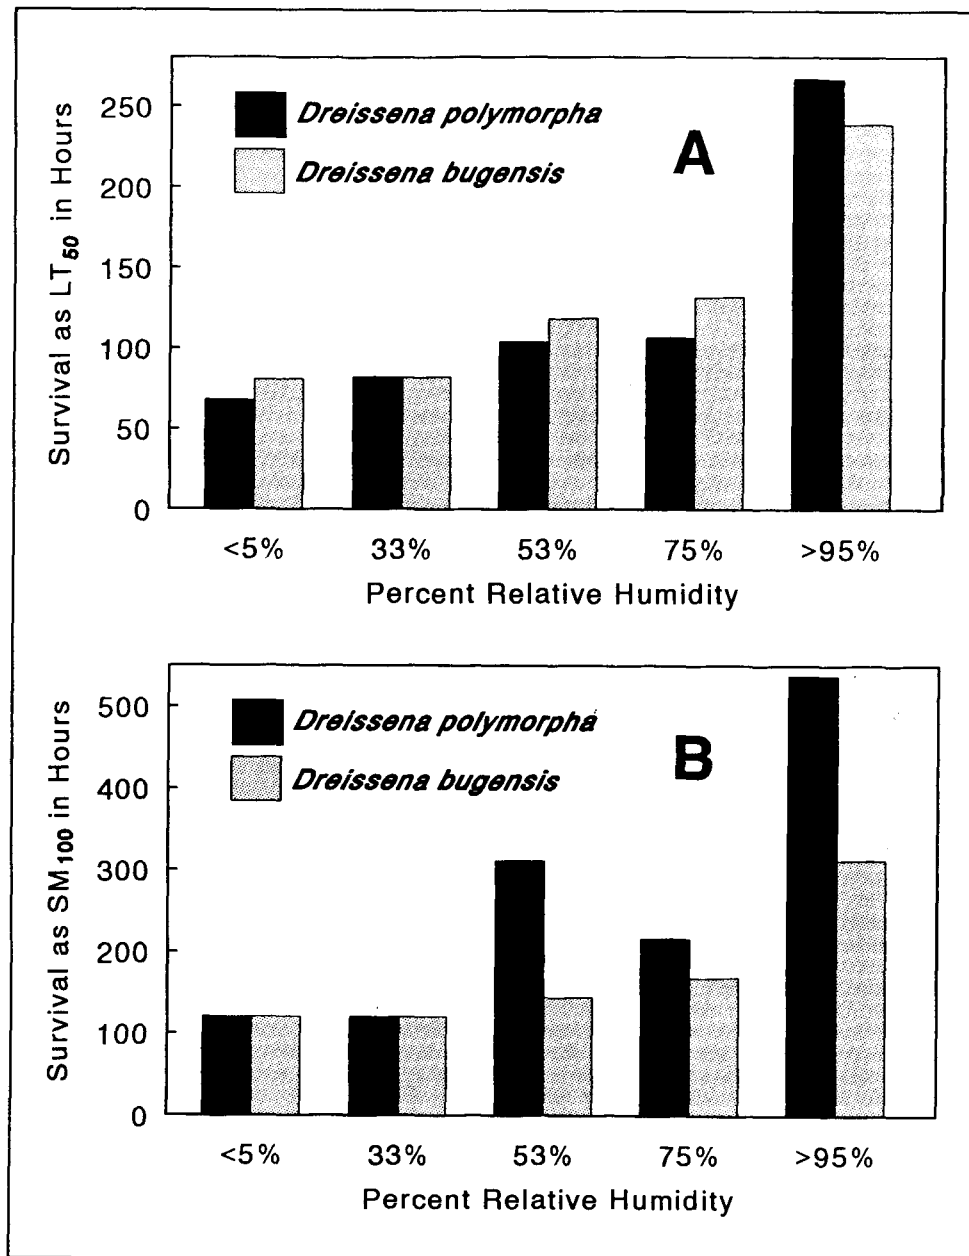 Survival as LT50 in Hours
250
200
150
100
50
0
Dreissena polymorpha
Dreissena bugensis
A
<5% 33% 53% 75% >95%
Percent Relative Humidity
Survival as SM100 in Hours
500
400
300
200
100
0
Dreissena polymorpha
Dreissena bugensis
B
<5% 33% 53% 75% >95%
Percent Relative Humidity